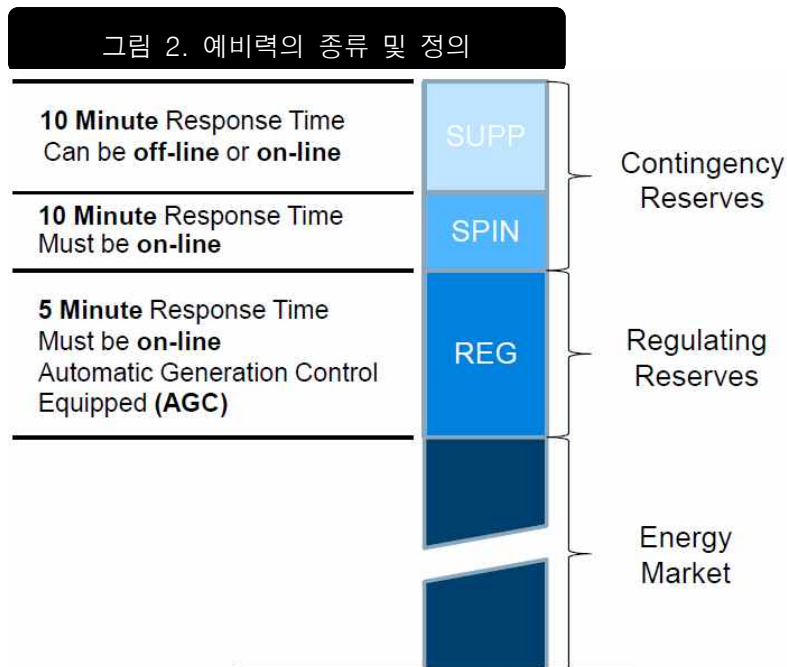 그림 2. 예비력의 종류 및 정의
10 Minute Response Time
Can be off-line or on-line
SUPP
Contingency
Reserves
10 Minute Response Time
Must be on-line
SPIN
5 Minute Response Time
Must be on-line
Automatic Generation Control
Equipped (AGC)
REG
Regulating
Reserves
Energy
Market